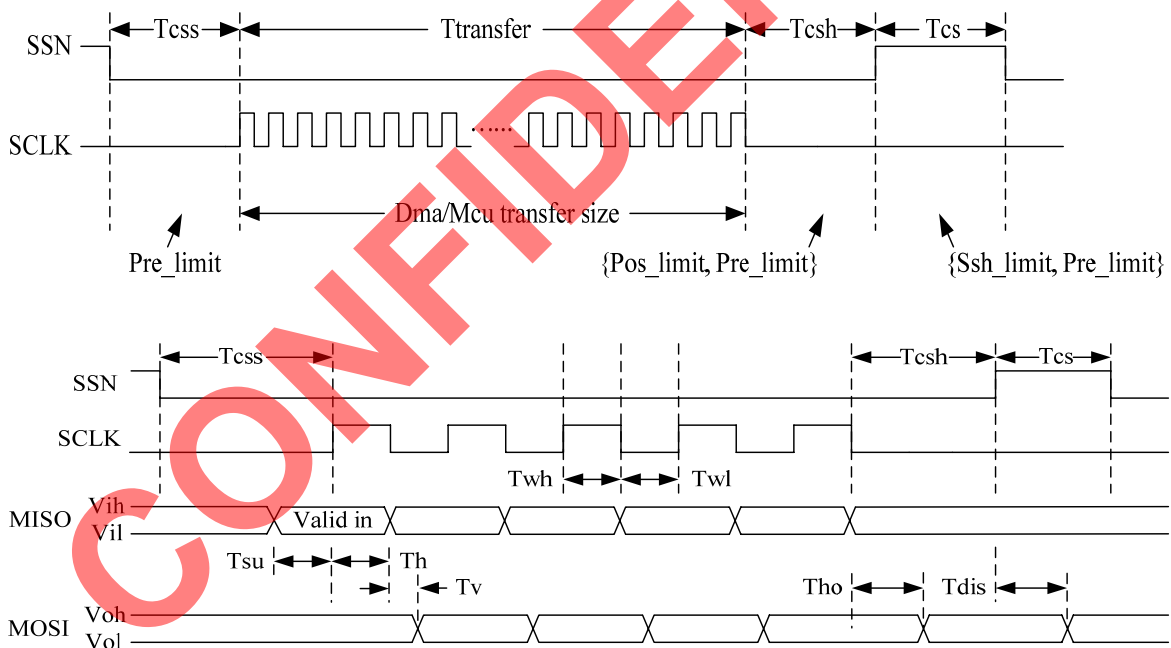 Tcss Ttransfer Tcsh Tcs
SSN
SCLK
.......
Dma/Mcu transfer size
Pre_limit {Pos_limit, Pre_limit} {Ssh_limit, Pre_limit}
Tcss Tcsh Tcs
SSN
SCLK
Twh Twl
MISO Vih Valid in
Vil
Tsu Th Tv Tho Tdis
MOSI Voh
Vol
CONFIDE